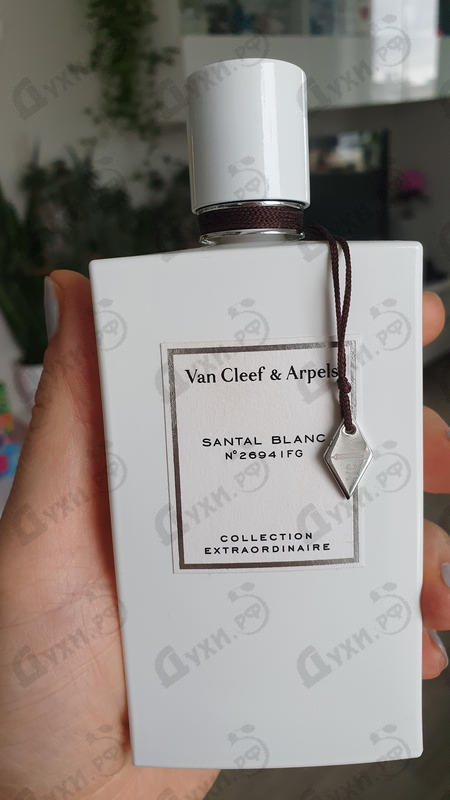 Van Cleef & Arpels
SANTAL BLANC
N°26941FG
COLLECTION
EXTRAORDINAIRE
Духи.рф